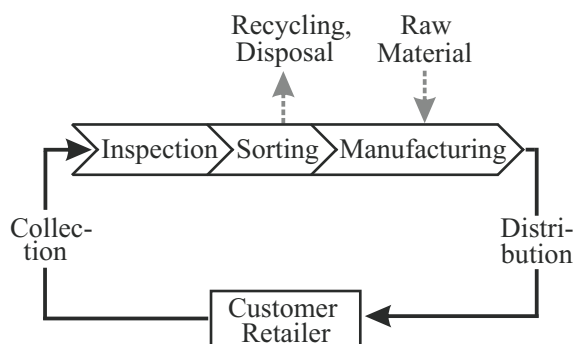 Recycling,
Disposal
Raw
Material
Inspection
Sorting
Manufacturing
Collec-
tion
Distri-
bution
Customer
Retailer